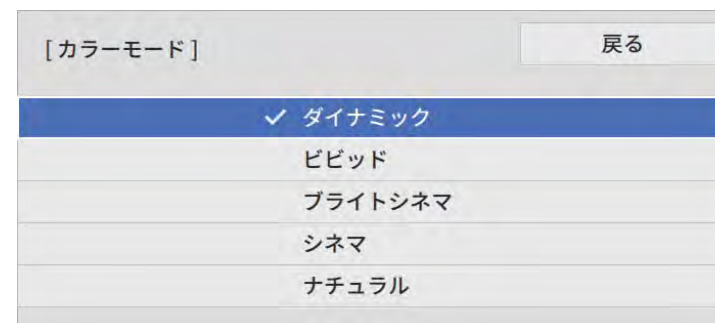 [カラーモード]
戻る
✓ ダイナミック
ビビッド
ブライトシネマ
シネマ
ナチュラル